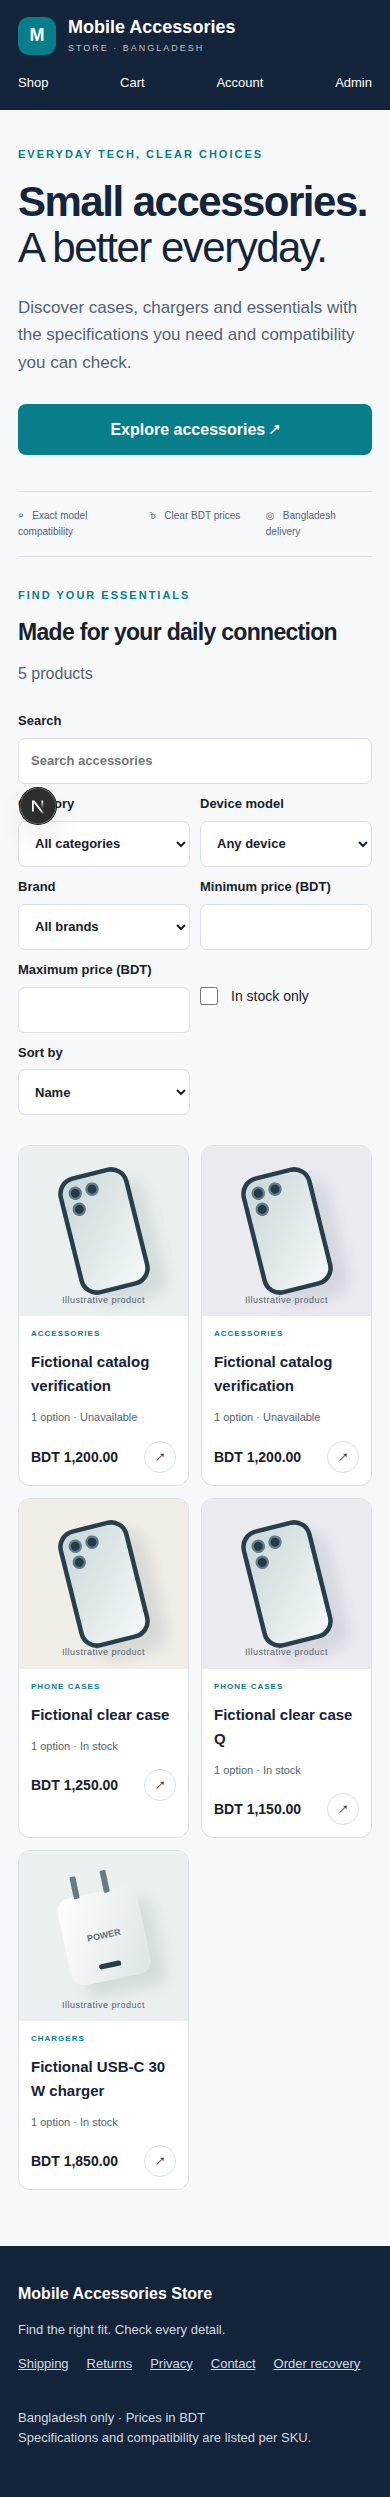 M
Mobile Accessories
STORE · BANGLADESH
Shop Cart Account Admin
EVERYDAY TECH, CLEAR CHOICES
Small accessories.
A better everyday.
Discover cases, chargers and essentials with
the specifications you need and compatibility
you can check.
Explore accessories ↗
⌕ Exact model
compatibility
৳ Clear BDT prices
◎ Bangladesh
delivery
FIND YOUR ESSENTIALS
Made for your daily connection
5 products
Search
Search accessories
Device model
All categories
Any device
Brand
Minimum price (BDT)
All brands
Maximum price (BDT)
In stock only
Sort by
Name
Illustrative product
ACCESSORIES
Fictional catalog
verification
1 option · Unavailable
BDT 1,200.00 ↗
Illustrative product
ACCESSORIES
Fictional catalog
verification
1 option · Unavailable
BDT 1,200.00 ↗
Illustrative product
PHONE CASES
Fictional clear case
1 option · In stock
BDT 1,250.00 ↗
Illustrative product
PHONE CASES
Fictional clear case
Q
1 option · In stock
BDT 1,150.00 ↗
POWER
Illustrative product
CHARGERS
Fictional USB-C 30
W charger
1 option · In stock
BDT 1,850.00 ↗
Mobile Accessories Store
Find the right fit. Check every detail.
Shipping Returns Privacy Contact Order recovery
Bangladesh only · Prices in BDT
Specifications and compatibility are listed per SKU.